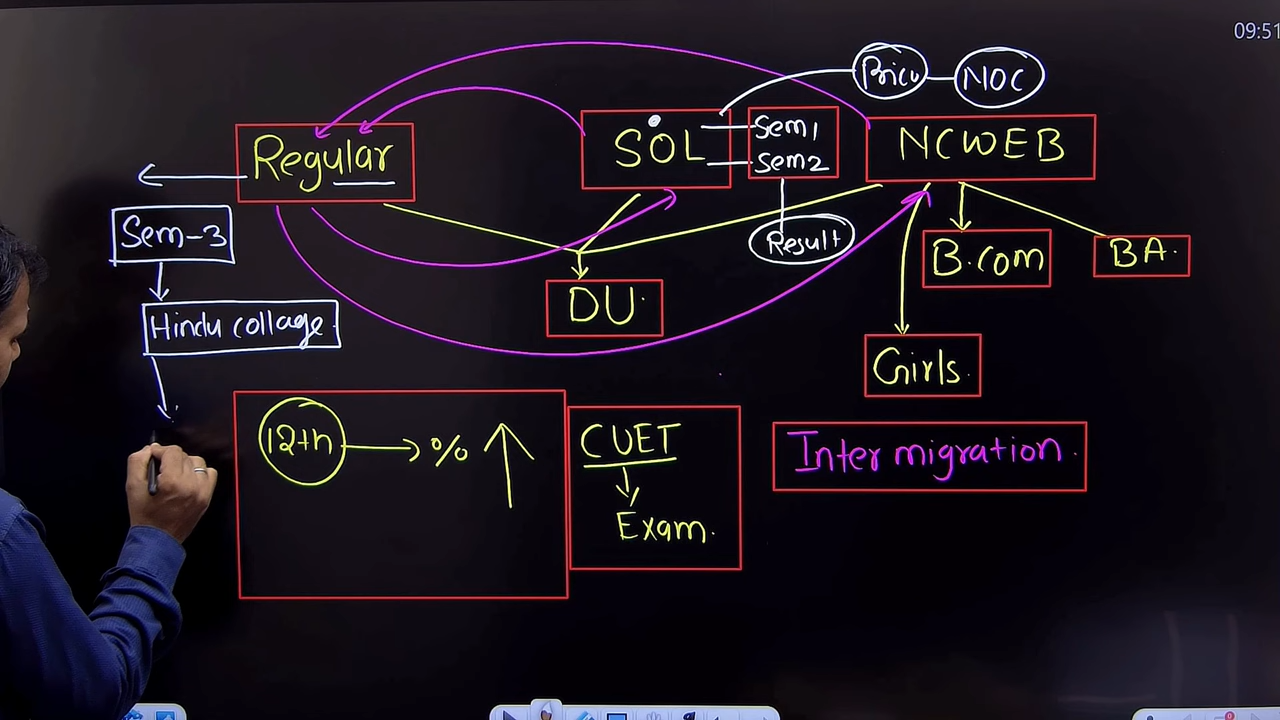 09:51
Pricu
NOC
Regular
SOL
Sem1
Sem2
NCWEB
Sem-3
Result
B.com
BA.
DU.
Hindu collage.
Girls.
12th → % ↑
CUET
Exam.
Inter migration.